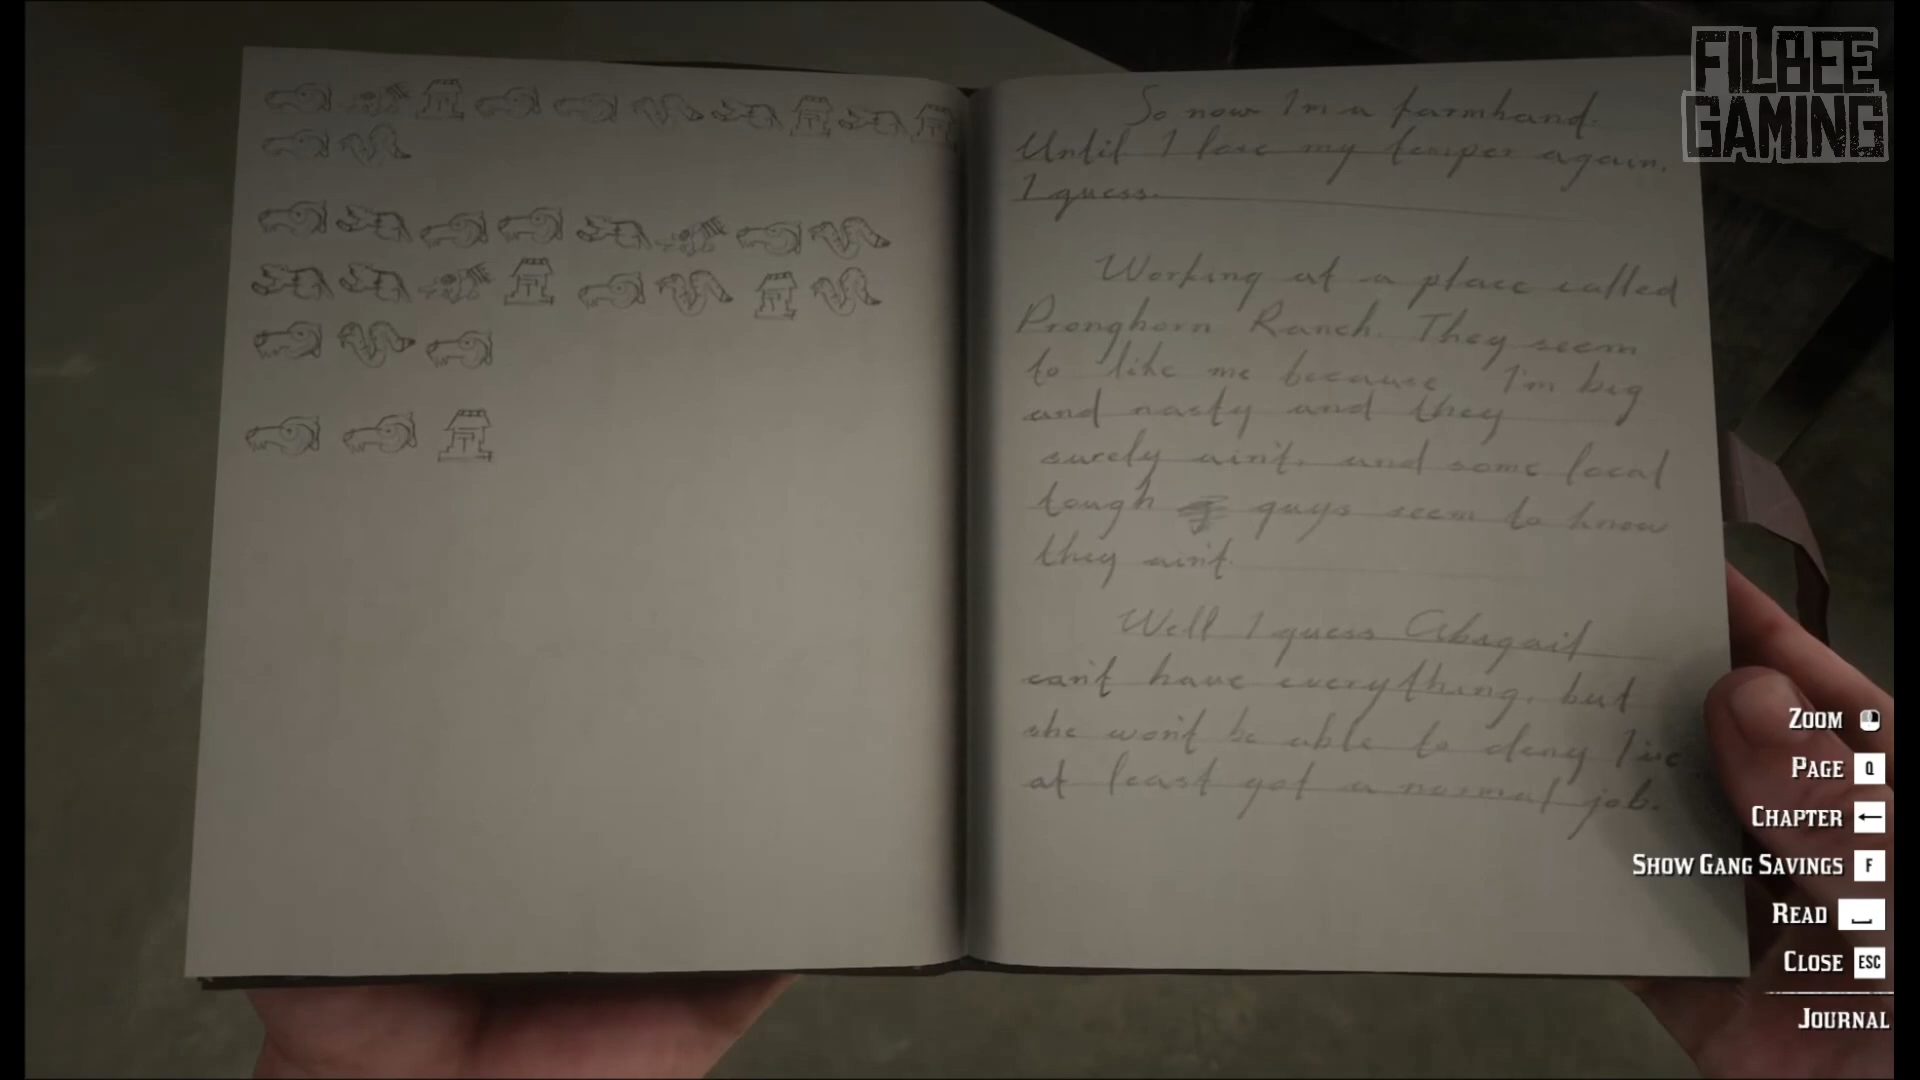 So now I'm a farmhand.
Until I lose my temper again,
I guess.
Working at a place called
Pronghorn Ranch. They seem
to like me because I'm big
and nasty and they
surely ain't, and some local
tough guys seem to know
they ain't.
Well I guess Abagail
can't have everything, but
she won't be able to deny I've
at least got a normal job.
FILBEE
GAMING
ZOOM
PAGE Q
CHAPTER ←
SHOW GANG SAVINGS F
READ
CLOSE ESC
JOURNAL